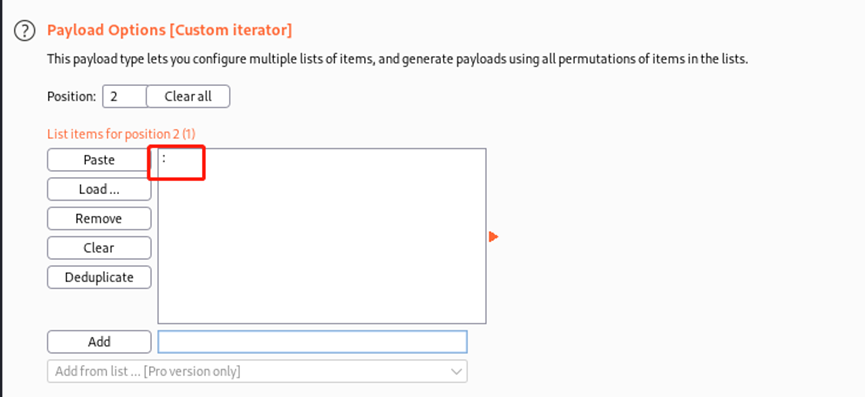 ? Payload Options [Custom iterator]
This payload type lets you configure multiple lists of items, and generate payloads using all permutations of items in the lists.
Position: 2 Clear all
List items for position 2 (1)
Paste :
Load ...
Remove
Clear
Deduplicate
Add
Add from list ... [Pro version only]